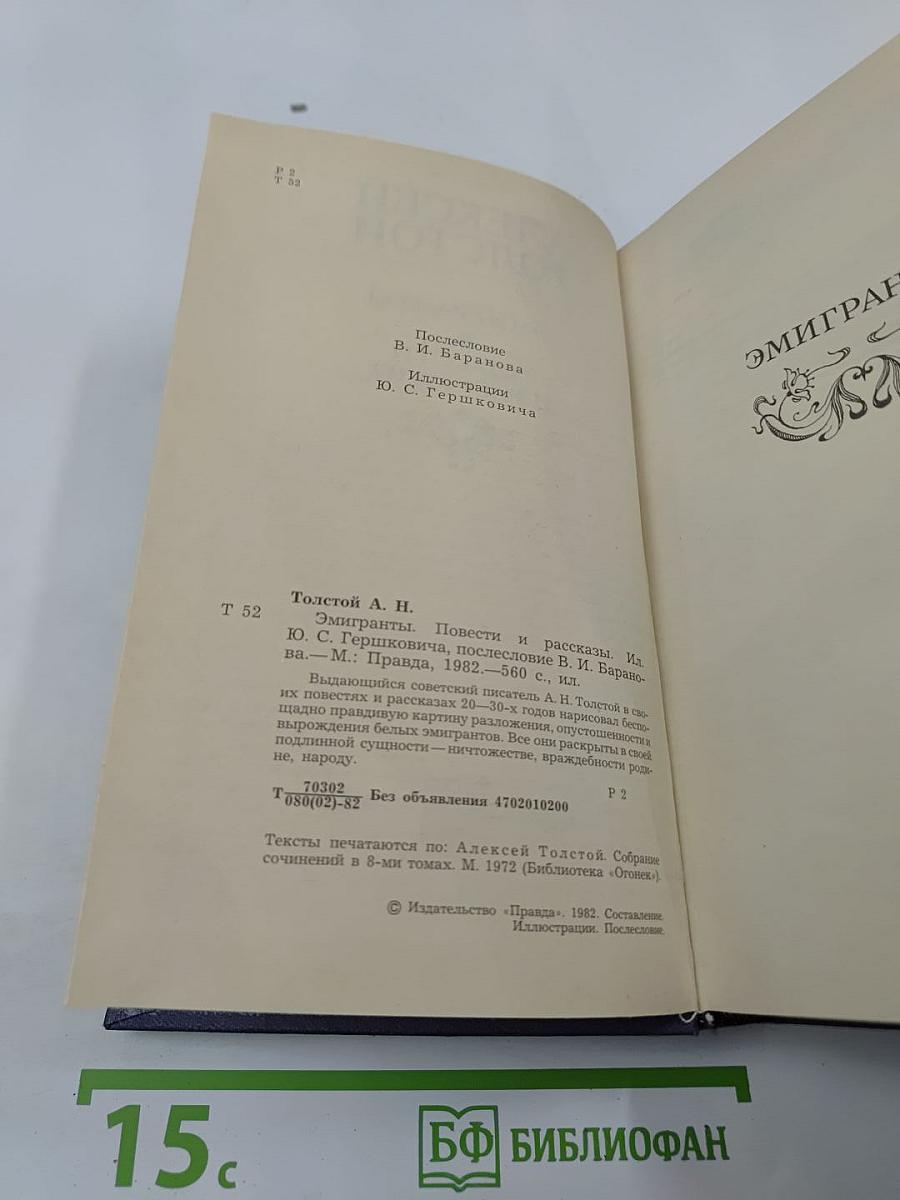 Р 2
Т 52
Послесловие
В. И. Баранова
Иллюстрации
Ю. С. Гершковича
Толстой А. Н.
Т 52
Эмигранты. Повести и рассказы. Ил.
Ю. С. Гершковича, послесловие В. И. Барано-
ва.— М.: Правда, 1982.—560 с., ил.
Выдающийся советский писатель А. Н. Толстой в сво-
их повестях и рассказах 20—30-х годов нарисовал беспо-
щадно правдивую картину разложения, опустошенности и
вырождения белых эмигрантов. Все они раскрыты в своей
подлинной сущности — ничтожестве, враждебности роди-
не, народу.
Т 70302
080(02)-82 Без объявления 4702010200
Р 2
Тексты печатаются по: Алексей Толстой. Собрание
сочинений в 8-ми томах. М. 1972 (Библиотека «Огонек»).
© Издательство «Правда». 1982. Составление.
Иллюстрации. Послесловие.
ЭМИГРАН
15 с
БФ БИБЛИОФАН